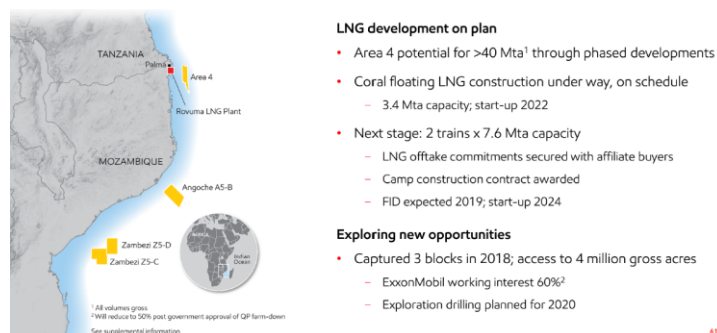 TANZANIA
Palma
Area 4
Rovuma LNG Plant
MOZAMBIQUE
Angoche A5-B
AFRICA
Indian
Ocean
Zambezi Z5-D
Zambezi Z5-C
¹ All volumes gross
² Will reduce to 50% post government approval of QP farm-down
See supplemental information
LNG development on plan
• Area 4 potential for >40 Mta¹ through phased developments
• Coral floating LNG construction under way, on schedule
– 3.4 Mta capacity; start-up 2022
• Next stage: 2 trains x 7.6 Mta capacity
– LNG offtake commitments secured with affiliate buyers
– Camp construction contract awarded
– FID expected 2019; start-up 2024
Exploring new opportunities
• Captured 3 blocks in 2018; access to 4 million gross acres
– ExxonMobil working interest 60%²
– Exploration drilling planned for 2020